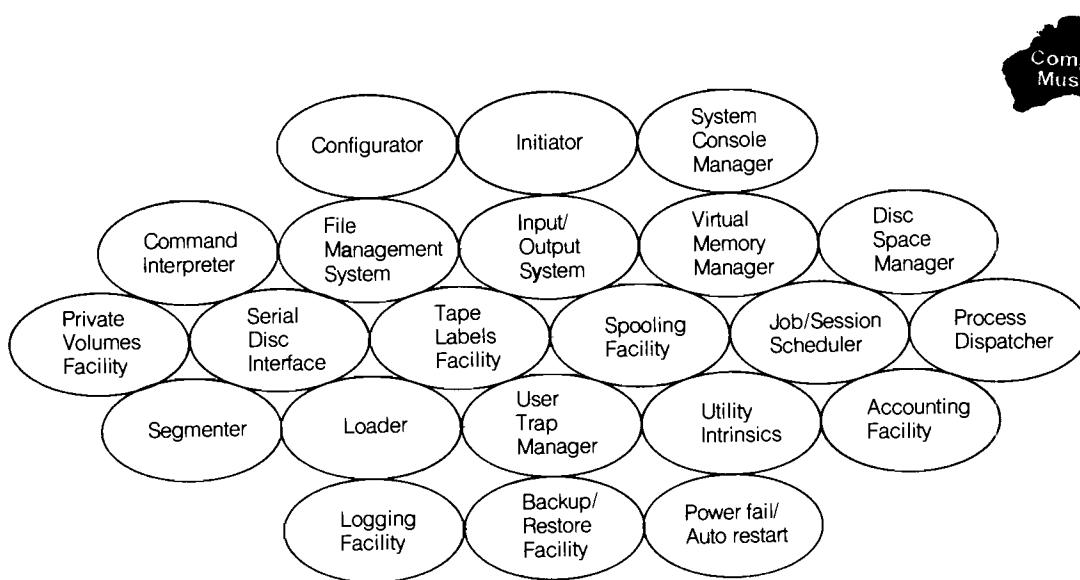 Configurator
Initiator
System
Console
Manager
Command
Interpreter
File
Management
System
Input/
Output
System
Virtual
Memory
Manager
Disc
Space
Manager
Private
Volumes
Facility
Serial
Disc
Interface
Tape
Labels
Facility
Spooling
Facility
Job/Session
Scheduler
Process
Dispatcher
Segmenter
Loader
User
Trap
Manager
Utility
Intrinsics
Accounting
Facility
Logging
Facility
Backup/
Restore
Facility
Power fail/
Auto restart